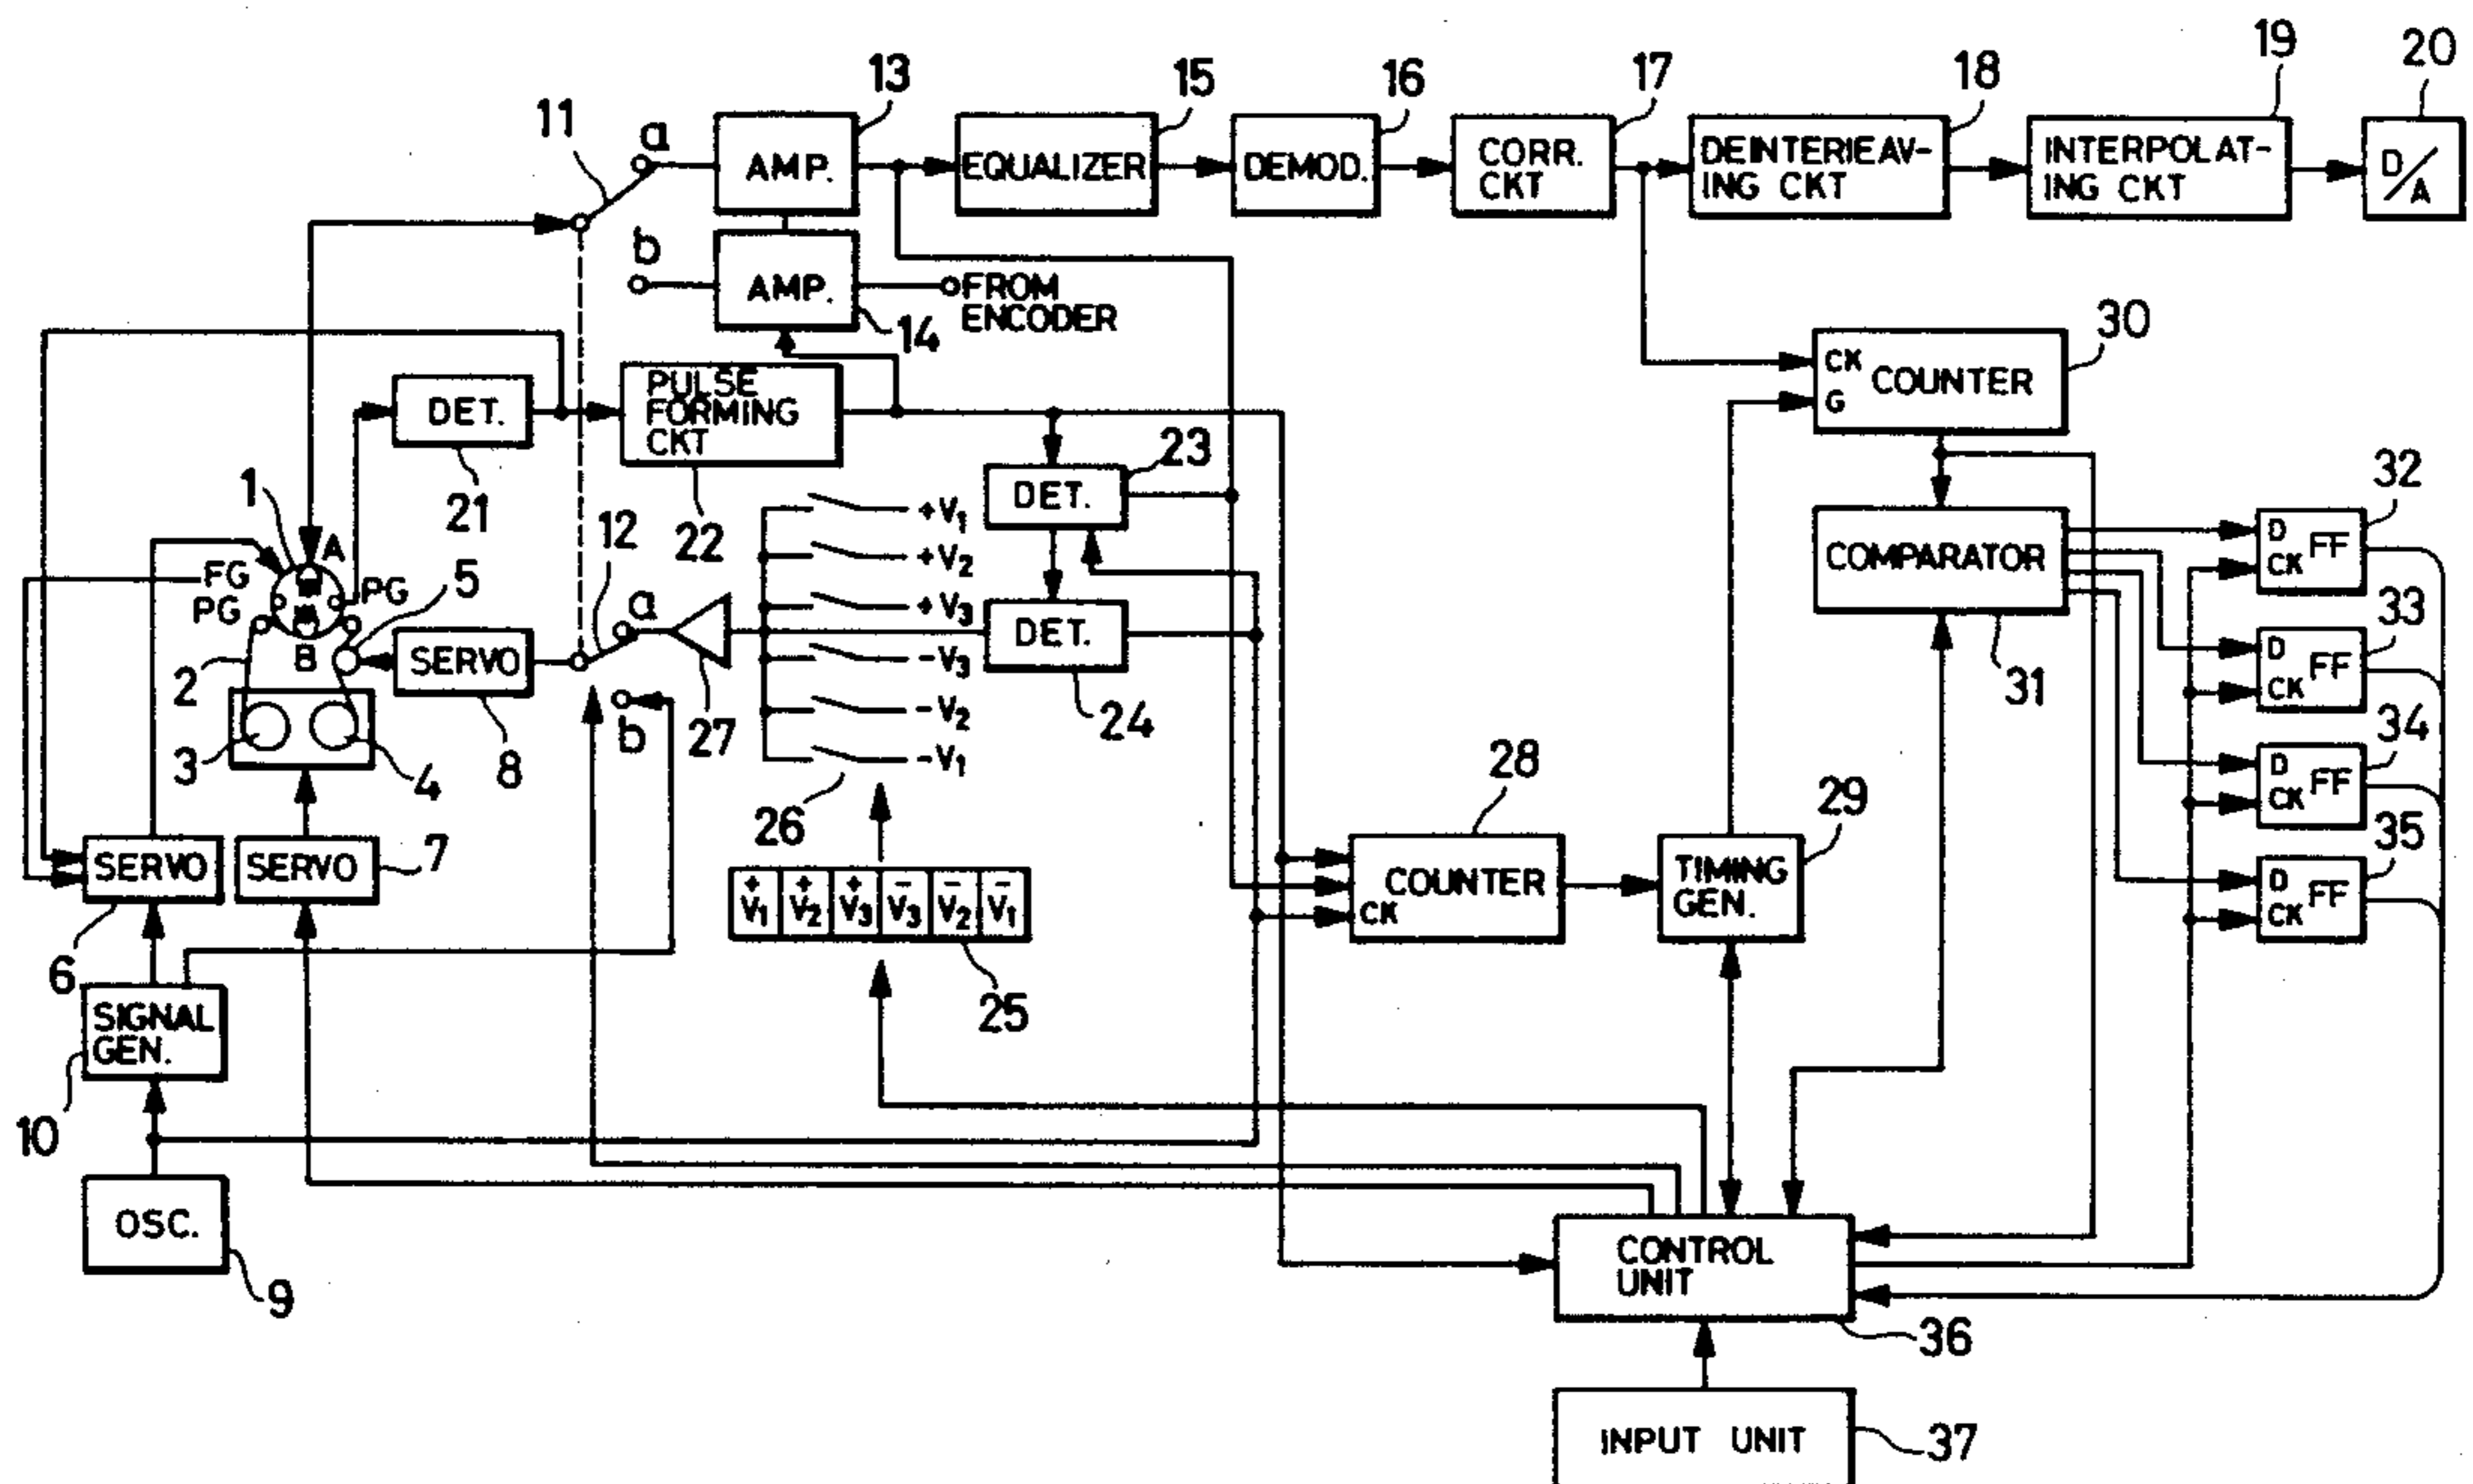 19
20
13
15
16
17
18
11
a
AMP.
EQUALIZER
DEMOD.
CORR.
CKT
DEINTERIEAV-
ING CKT
INTERPOLAT-
ING CKT
D/A
b
AMP.
FROM
ENCODER
14
30
CK
COUNTER
G
DET.
21
PULSE
FORMING
CKT
22
23
DET.
32
D
FF
CK
1
A
FG
PG
PG
5
B
2
3
4
12
a
+V1
+V2
+V3
-V3
-V2
-V1
DET.
24
COMPARATOR
31
33
D
FF
CK
SERVO
8
b
27
26
34
D
FF
CK
28
29
35
D
FF
CK
SERVO
6
SERVO
7
+V1
+V2
+V3
-V3
-V2
-V1
25
COUNTER
CK
TIMING
GEN.
SIGNAL
GEN.
10
OSC.
9
CONTROL
UNIT
36
INPUT UNIT
37